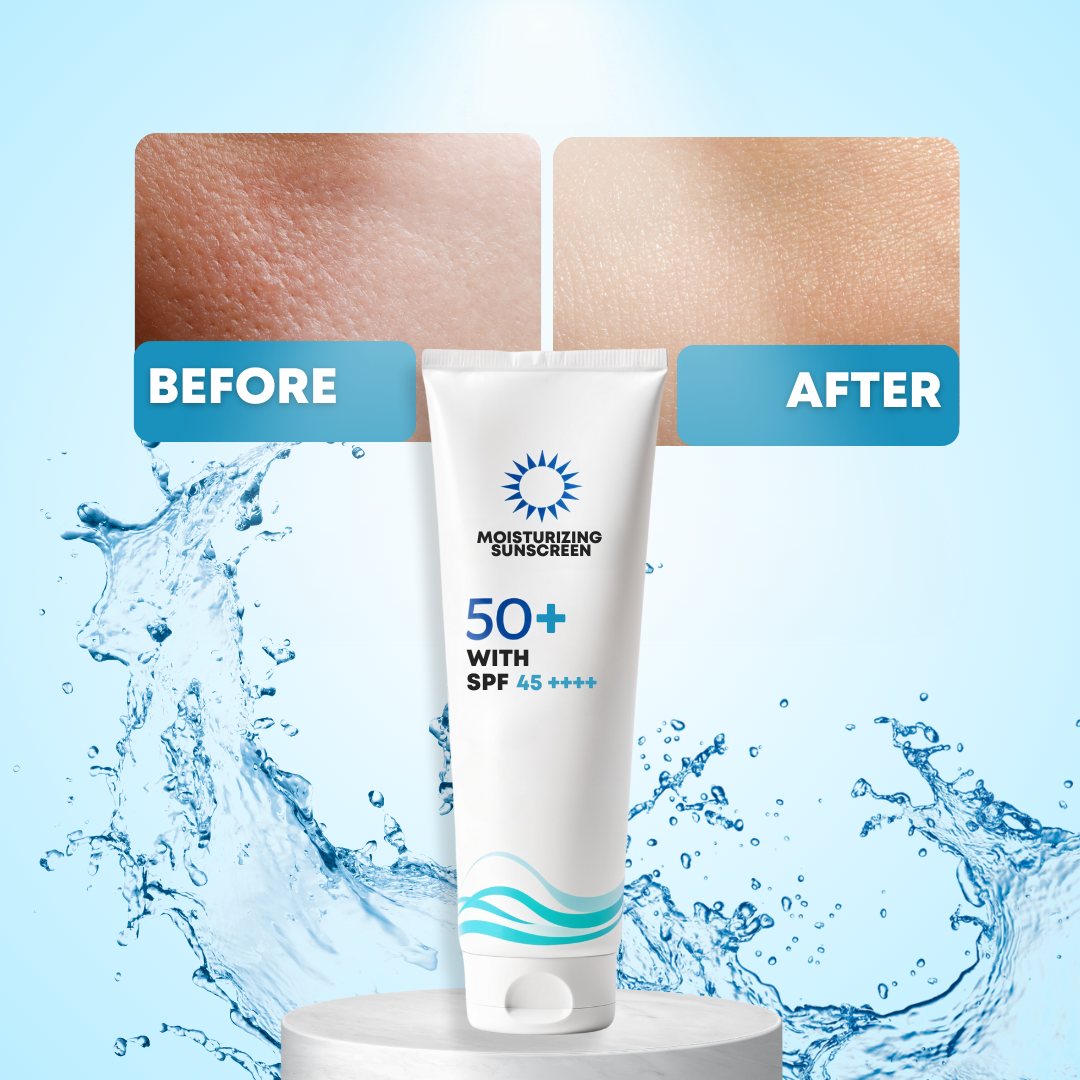 BEFORE
AFTER
MOISTURIZING
SUNSCREEN
50+
WITH
SPF 45 ++++